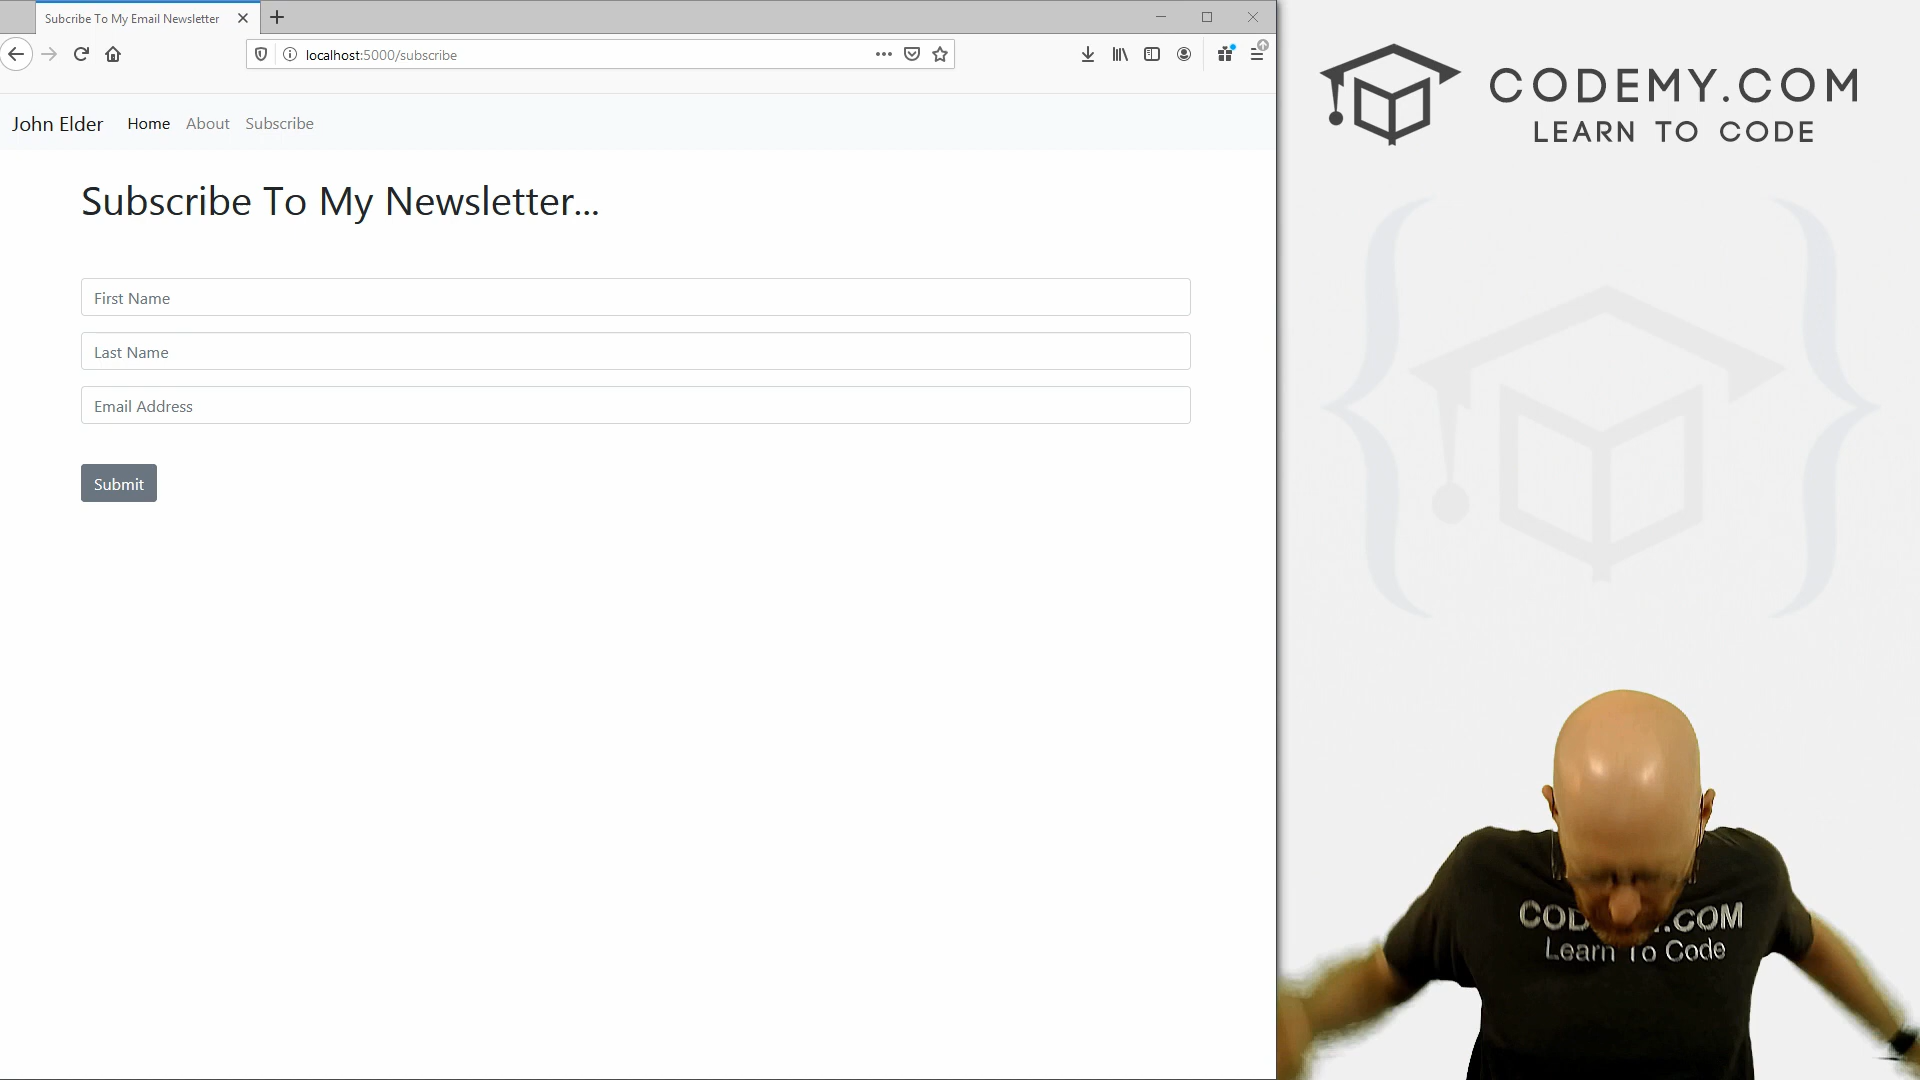 Subcribe To My Email Newsletter
localhost:5000/subscribe
John Elder Home About Subscribe
Subscribe To My Newsletter...
First Name
Last Name
Email Address
Submit
CODEMY.COM
LEARN TO CODE
.COM
Learn To Code